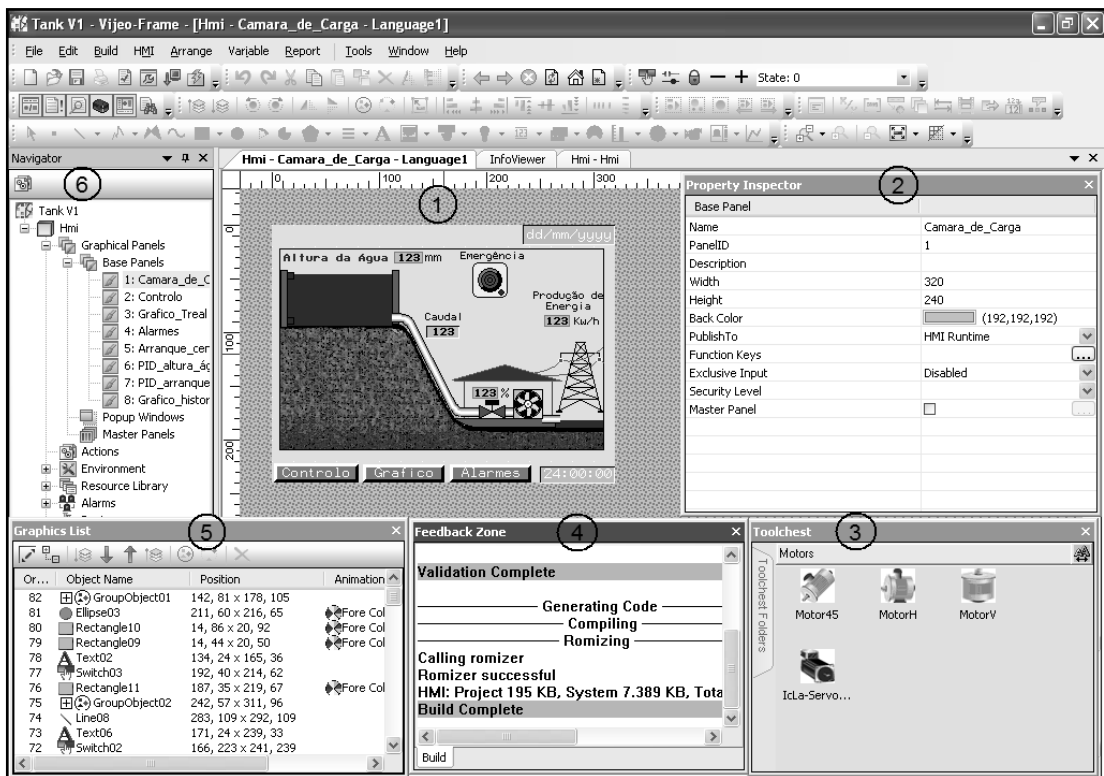 Tank V1 - Vijeo-Frame - [Hmi - Camara_de_Carga - Language1]
File Edit Build HMI Arrange Variable Report Tools Window Help
State: 0
Navigator
6
Tank V1
Hmi
Graphical Panels
Base Panels
1: Camara_de_C
2: Controlo
3: Grafico_Treal
4: Alarmes
5: Arranque_cer
6: PID_altura_ág
7: PID_arranque
8: Grafico_histor
Popup Windows
Master Panels
Actions
Environment
Resource Library
Alarms
Hmi - Camara_de_Carga - Language1 InfoViewer Hmi - Hmi
0 100 200 300
0
100
200
1
dd/mm/yyyy
Altura da água 123 mm Emergência
Produção de
Energia
123 Kw/h
Caudal
123
123 %
Controlo Grafico Alarmes 24:00:00
Property Inspector
2
Base Panel
Name Camara_de_Carga
PanelID 1
Description
Width 320
Height 240
Back Color (192,192,192)
PublishTo HMI Runtime
Function Keys ...
Exclusive Input Disabled
Security Level
Master Panel
Graphics List
5
Or... Object Name Position Animation
82 GroupObject01 142, 81 x 178, 105
81 Ellipse03 211, 60 x 216, 65 Fore Col
80 Rectangle10 14, 86 x 20, 92 Fore Col
79 Rectangle09 14, 44 x 20, 50 Fore Col
78 Text02 134, 24 x 165, 36
77 Switch03 192, 40 x 214, 62
76 Rectangle11 187, 35 x 219, 67 Fore Col
75 GroupObject02 242, 57 x 311, 96
74 Line08 283, 109 x 292, 109
73 Text06 171, 24 x 239, 33
72 Switch02 166, 223 x 241, 239
Feedback Zone
4
Validation Complete
Generating Code
Compiling
Romizing
Calling romizer
Romizer successful
HMI: Project 195 KB, System 7.389 KB, Tota
Build Complete
Build
Toolchest
3
Toolchest Folders
Motors
Motor45 MotorH MotorV
IcLa-Servo...